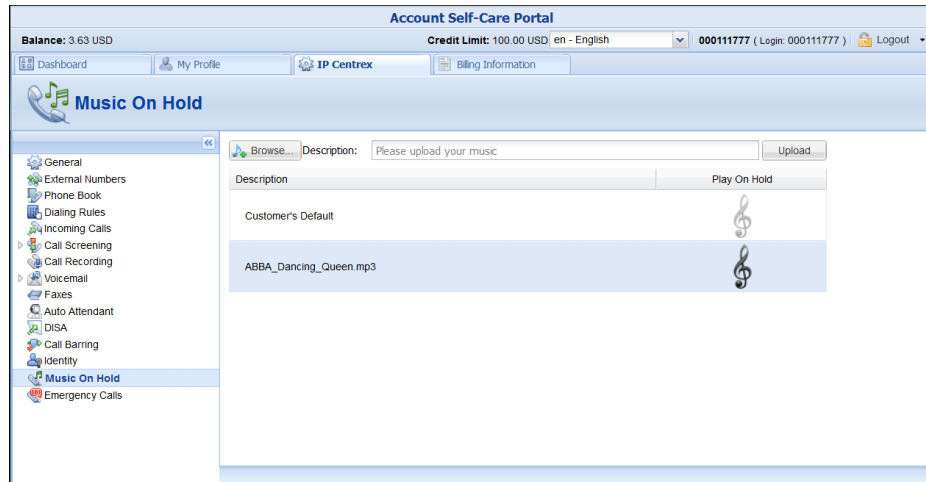 Account Self-Care Portal
Balance: 3.63 USD Credit Limit: 100.00 USD en - English 000111777 ( Login: 000111777 ) Logout
Dashboard My Profile IP Centrex Billing Information
Music On Hold
General
External Numbers
Phone Book
Dialing Rules
Incoming Calls
Call Screening
Call Recording
Voicemail
Faxes
Auto Attendant
DISA
Call Barring
Identity
Music On Hold
Emergency Calls
Browse... Description: Please upload your music Upload
Description Play On Hold
Customer's Default
ABBA_Dancing_Queen.mp3